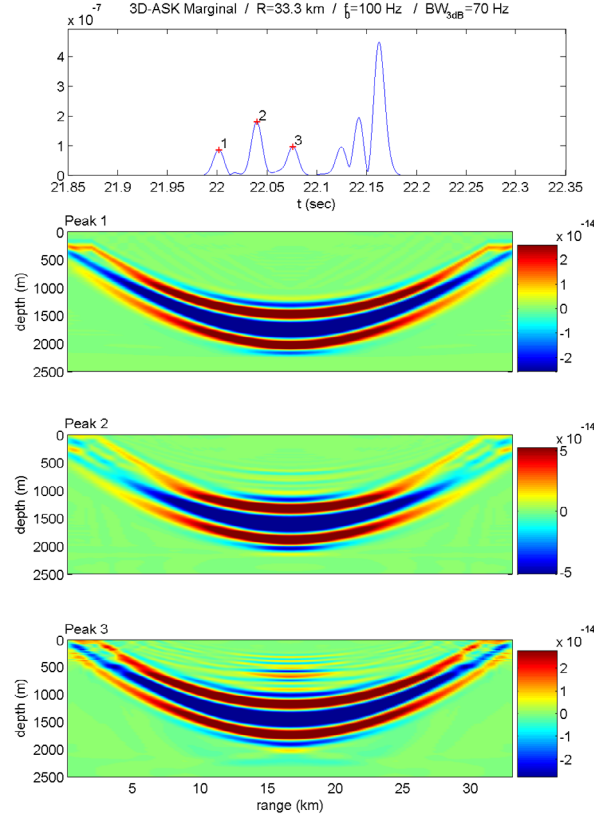 3D-ASK Marginal / R=33.3 km / f0=100 Hz / BW3dB=70 Hz
x 10-7
4
3
2
1
0
1
2
3
21.85 21.9 21.95 22 22.05 22.1 22.15 22.2 22.25 22.3 22.35
t (sec)
Peak 1
x 10-14
depth (m)
0
500
1000
1500
2000
2500
2
1
0
-1
-2
Peak 2
x 10-14
depth (m)
0
500
1000
1500
2000
2500
5
0
-5
Peak 3
x 10-14
depth (m)
0
500
1000
1500
2000
2500
2
1
0
-1
-2
5 10 15 20 25 30
range (km)